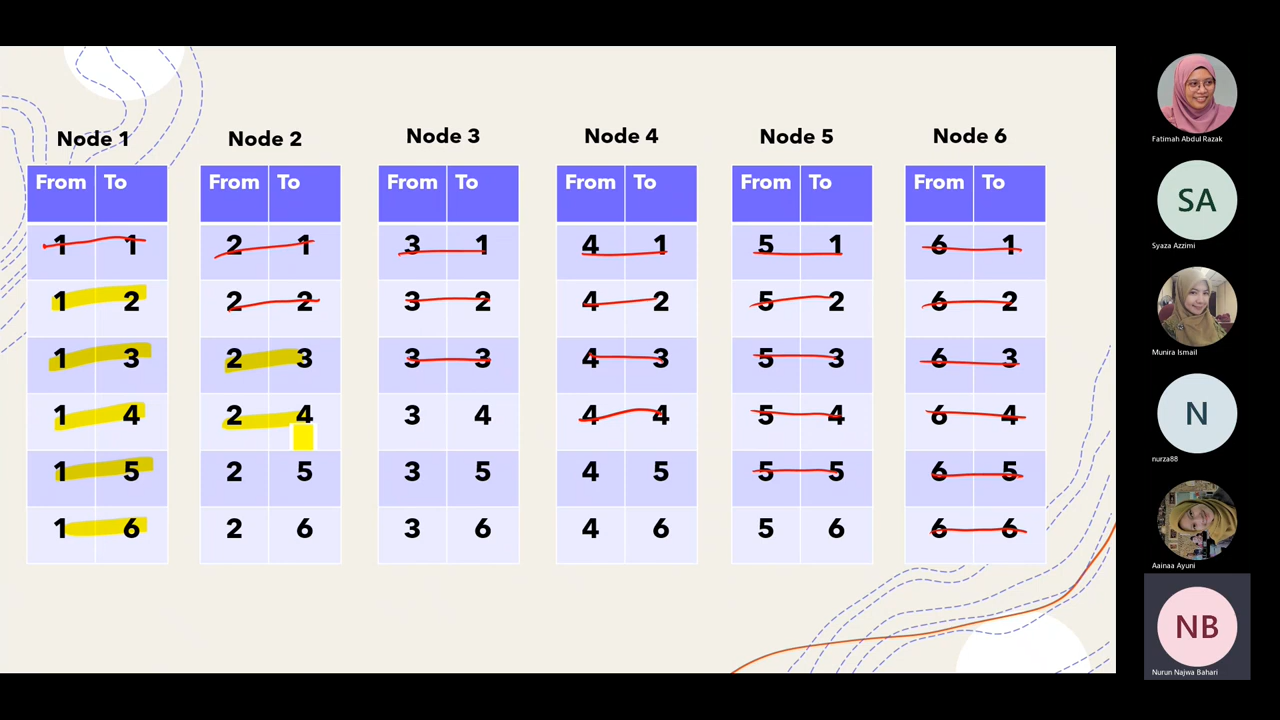 Node 1 Node 2 Node 3 Node 4 Node 5 Node 6
From To From To From To From To From To From To
1 1 2 1 3 1 4 1 5 1 6 1
1 2 2 2 3 2 4 2 5 2 6 2
1 3 2 3 3 3 4 3 5 3 6 3
1 4 2 4 3 4 4 4 5 4 6 4
1 5 2 5 3 5 4 5 5 5 6 5
1 6 2 6 3 6 4 6 5 6 6 6
Fatimah Abdul Razak
SA
Syaza Azzimi
Munira Ismail
N
nurza88
Aainaa Ayuni
NB
Nurun Najwa Bahari